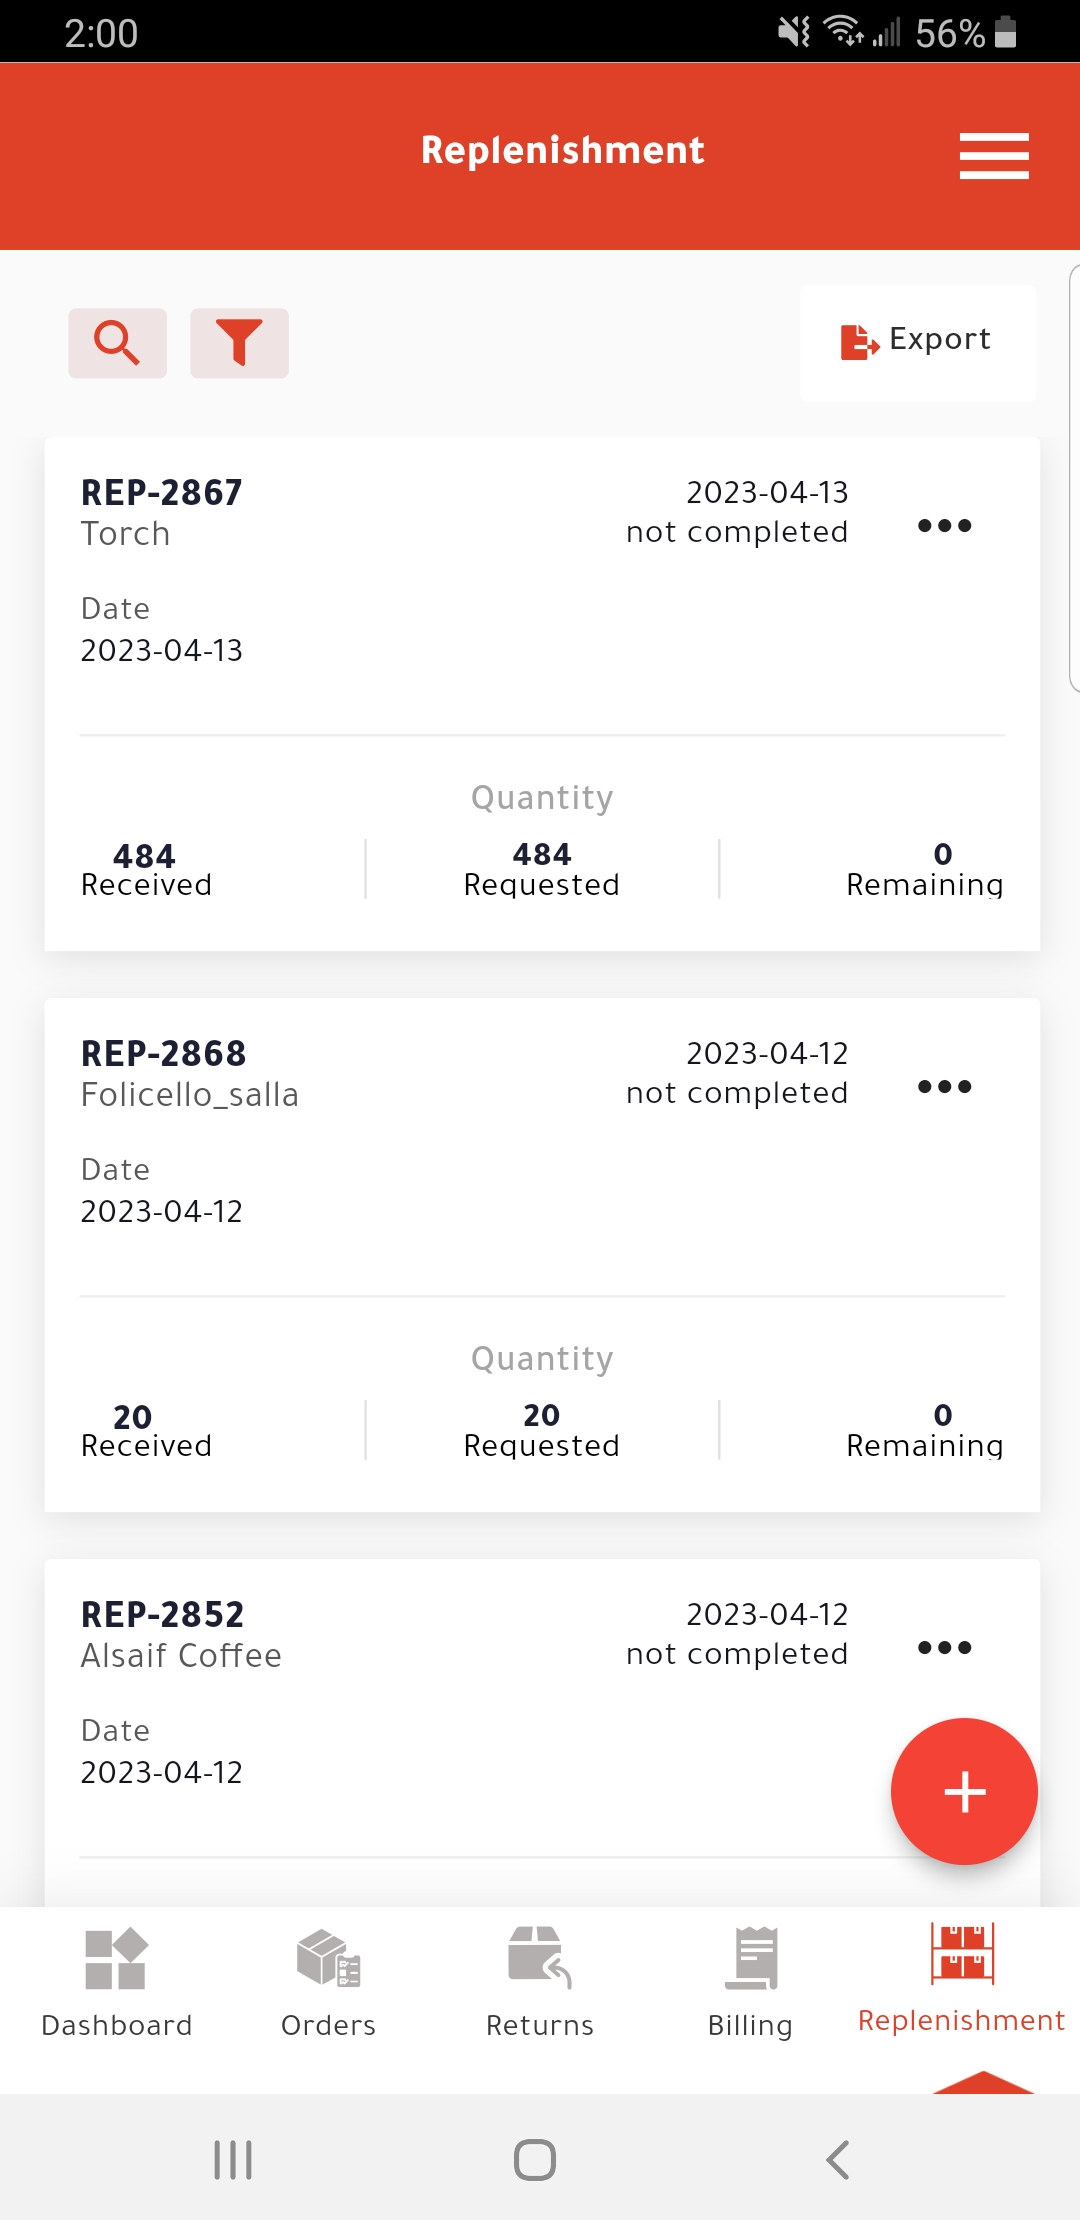 2:00
56%
Replenishment
Export
REP-2867
2023-04-13
Torch
not completed
Date
2023-04-13
Quantity
484
484
0
Received
Requested
Remaining
REP-2868
2023-04-12
Folicello_salla
not completed
Date
2023-04-12
Quantity
20
20
0
Received
Requested
Remaining
REP-2852
2023-04-12
Alsaif Coffee
not completed
Date
2023-04-12
Dashboard
Orders
Returns
Billing
Replenishment